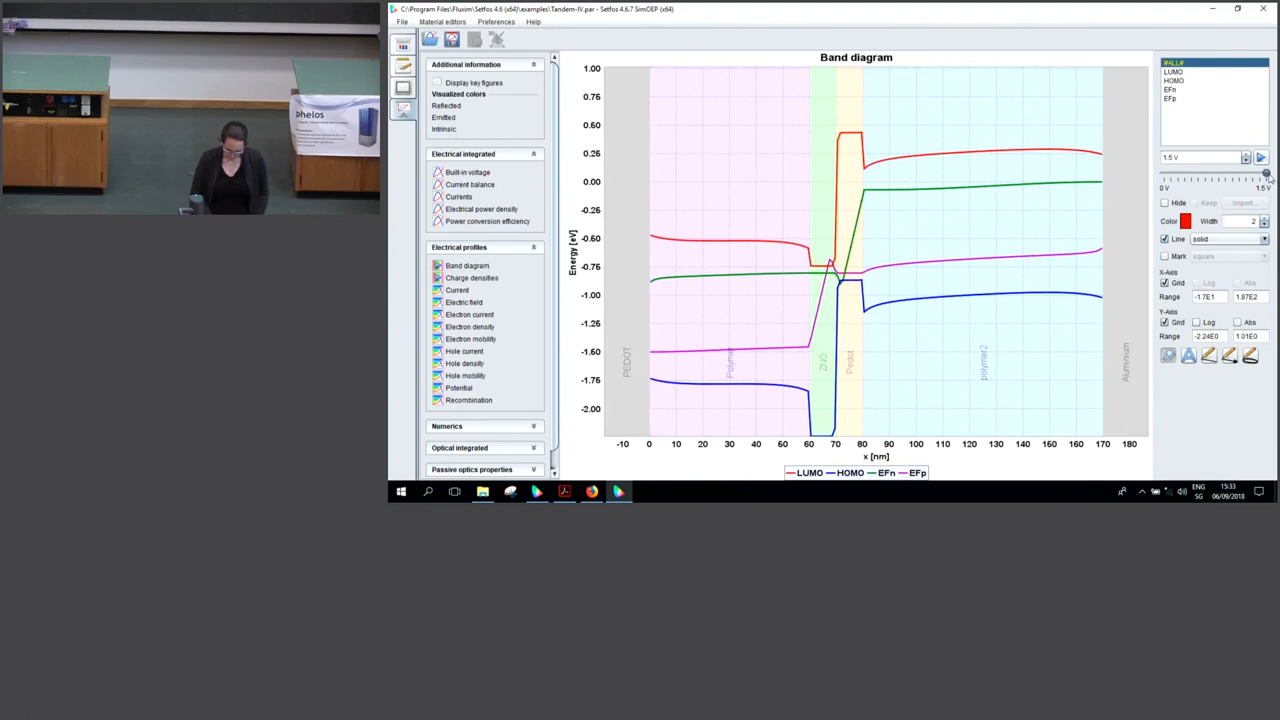 phelos
C:\Program Files\Fluxim\Setfos 4.6 (x64)\examples\Tandem-IV.par - Setfos 4.6.7 SimOEP (x64)
File Material editors Preferences Help
Additional information
Display key figures
Visualized colors
Reflected
Emitted
Intrinsic
Electrical integrated
Built-in voltage
Current balance
Currents
Electrical power density
Power conversion efficiency
Electrical profiles
Band diagram
Charge densities
Current
Electric field
Electron current
Electron density
Electron mobility
Hole current
Hole density
Hole mobility
Potential
Recombination
Numerics
Optical integrated
Passive optics properties
Band diagram
1.00
0.75
0.50
0.25
0.00
-0.25
-0.50
-0.75
-1.00
-1.25
-1.50
-1.75
-2.00
Energy [eV]
PEDOT
Polymer
ZnO
Pedot
polymer2
Aluminium
-10 0 10 20 30 40 50 60 70 80 90 100 110 120 130 140 150 160 170 180
x [nm]
LUMO HOMO EFn EFp
#ALL#
LUMO
HOMO
EFn
EFp
1.5 V
0 V 1.5 V
Hide Keep Import...
Color Width 2
Line solid
Mark square
X-Axis
Grid Log Abs
Range -1.7E1 1.87E2
Y-Axis
Grid Log Abs
Range -2.24E0 1.01E0
ENG
SG
15:33
06/09/2018